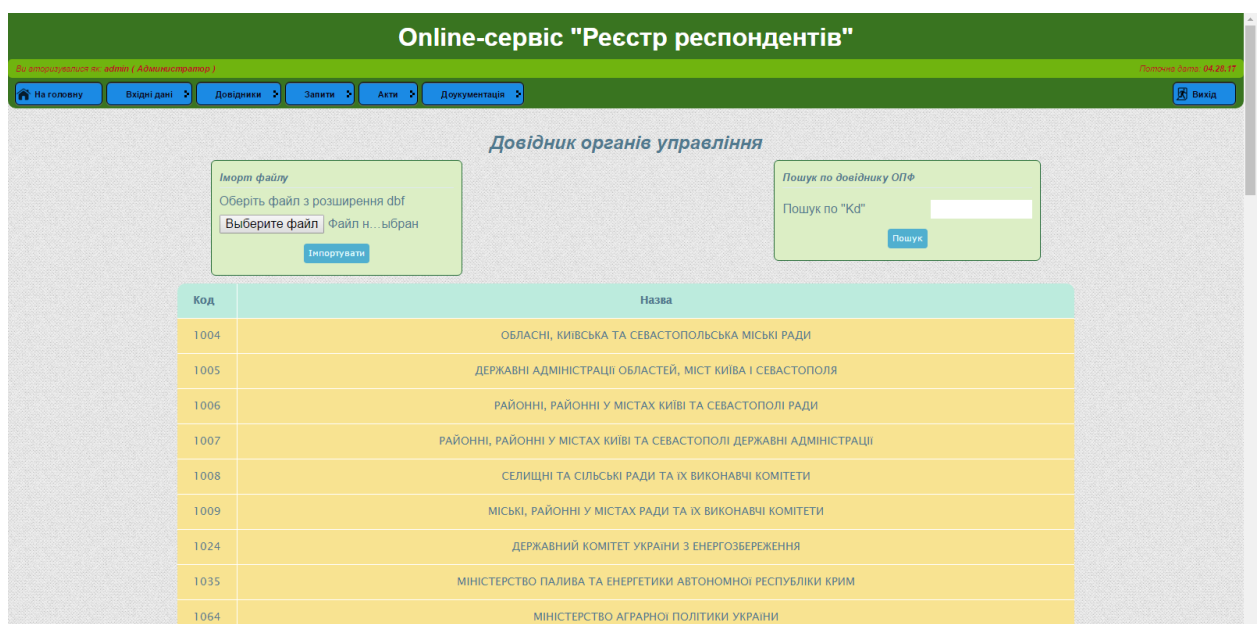 Online-сервіс "Реєстр респондентів"
Ви авторизувалися як: admin ( Администратор )
Поточна дата: 04.26.17
На головну
Вхідні дані
Довідники
Запити
Акти
Доукументація
Вихід
Довідник органів управління
Іморт файлу
Оберіть файл з розширення dbf
Выберите файл Файл н...ыбран
Імпортувати
Пошук по довіднику ОПФ
Пошук по "Kd"
Пошук
Код Назва
1004 ОБЛАСНІ, КИЇВСЬКА ТА СЕВАСТОПОЛЬСЬКА МІСЬКІ РАДИ
1005 ДЕРЖАВНІ АДМІНІСТРАЦІЇ ОБЛАСТЕЙ, МІСТ КИЇВА І СЕВАСТОПОЛЯ
1006 РАЙОННІ, РАЙОННІ У МІСТАХ КИЇВІ ТА СЕВАСТОПОЛІ РАДИ
1007 РАЙОННІ, РАЙОННІ У МІСТАХ КИЇВІ ТА СЕВАСТОПОЛІ ДЕРЖАВНІ АДМІНІСТРАЦІЇ
1008 СЕЛИЩНІ ТА СІЛЬСЬКІ РАДИ ТА ЇХ ВИКОНАВЧІ КОМІТЕТИ
1009 МІСЬКІ, РАЙОННІ У МІСТАХ РАДИ ТА ЇХ ВИКОНАВЧІ КОМІТЕТИ
1024 ДЕРЖАВНИЙ КОМІТЕТ УКРАЇНИ З ЕНЕРГОЗБЕРЕЖЕННЯ
1035 МІНІСТЕРСТВО ПАЛИВА ТА ЕНЕРГЕТИКИ АВТОНОМНОЇ РЕСПУБЛІКИ КРИМ
1064 МІНІСТЕРСТВО АГРАРНОЇ ПОЛІТИКИ УКРАЇНИ